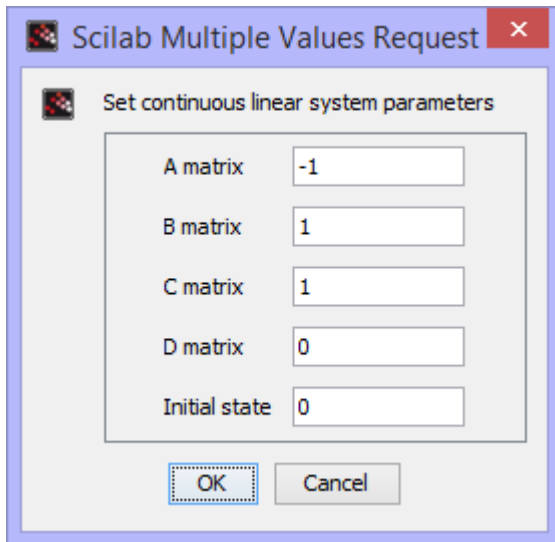 Scilab Multiple Values Request
Set continuous linear system parameters
A matrix -1
B matrix 1
C matrix 1
D matrix 0
Initial state 0
OK Cancel